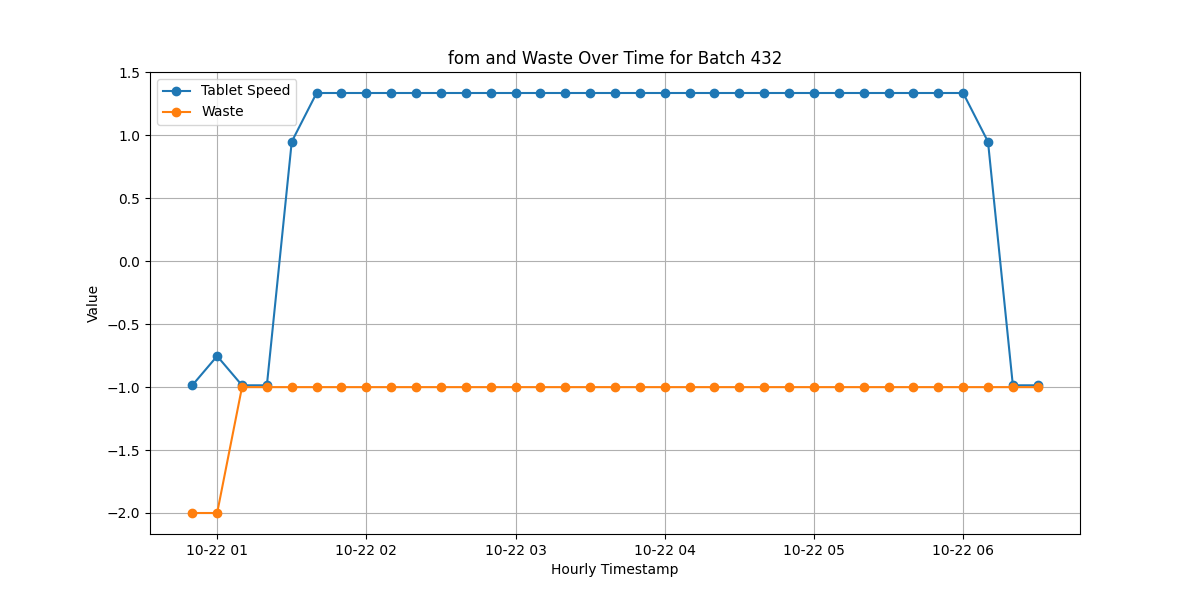 fom and Waste Over Time for Batch 432
Tablet Speed
Waste
1.5
1.0
0.5
0.0
−0.5
−1.0
−1.5
−2.0
Value
10-22 01 10-22 02 10-22 03 10-22 04 10-22 05 10-22 06
Hourly Timestamp